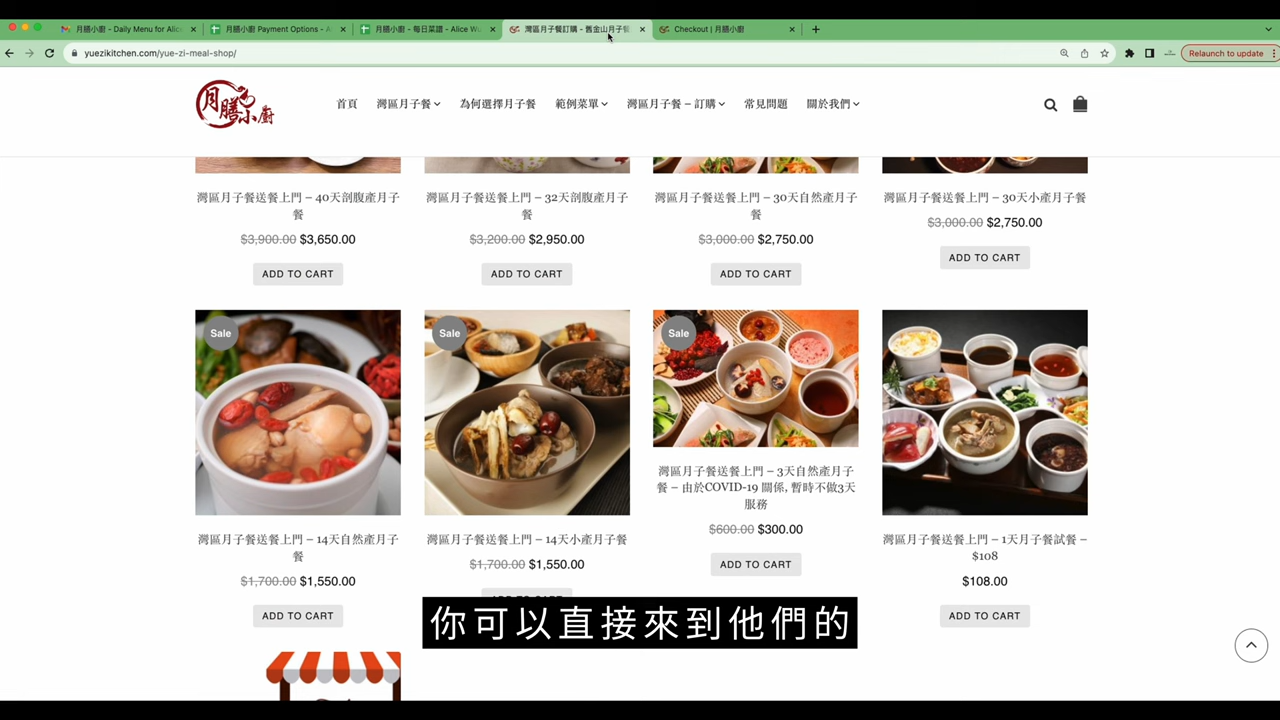 月膳小廚 - Daily Menu for Alice
月膳小廚 Payment Options - A
月膳小廚 - 每日菜譜 - Alice Wu
灣區月子餐訂購 - 舊金山月子餐
Checkout | 月膳小廚
yuezikitchen.com/yue-zi-meal-shop/
Relaunch to update
月膳小廚
首頁
灣區月子餐
為何選擇月子餐
範例菜單
灣區月子餐 – 訂購
常見問題
關於我們
灣區月子餐送餐上門 – 40天剖腹產月子
餐
$3,900.00 $3,650.00
ADD TO CART
灣區月子餐送餐上門 – 32天剖腹產月子
餐
$3,200.00 $2,950.00
ADD TO CART
灣區月子餐送餐上門 – 30天自然產月子
餐
$3,000.00 $2,750.00
ADD TO CART
灣區月子餐送餐上門 – 30天小產月子餐
$3,000.00 $2,750.00
ADD TO CART
Sale
灣區月子餐送餐上門 – 14天自然產月子
餐
$1,700.00 $1,550.00
ADD TO CART
Sale
灣區月子餐送餐上門 – 14天小產月子餐
$1,700.00 $1,550.00
Sale
灣區月子餐送餐上門 – 3天自然產月子
餐 – 由於COVID-19 關係, 暫時不做3天
服務
$600.00 $300.00
ADD TO CART
灣區月子餐送餐上門 – 1天月子餐試餐 –
$108
$108.00
ADD TO CART
你可以直接來到他們的